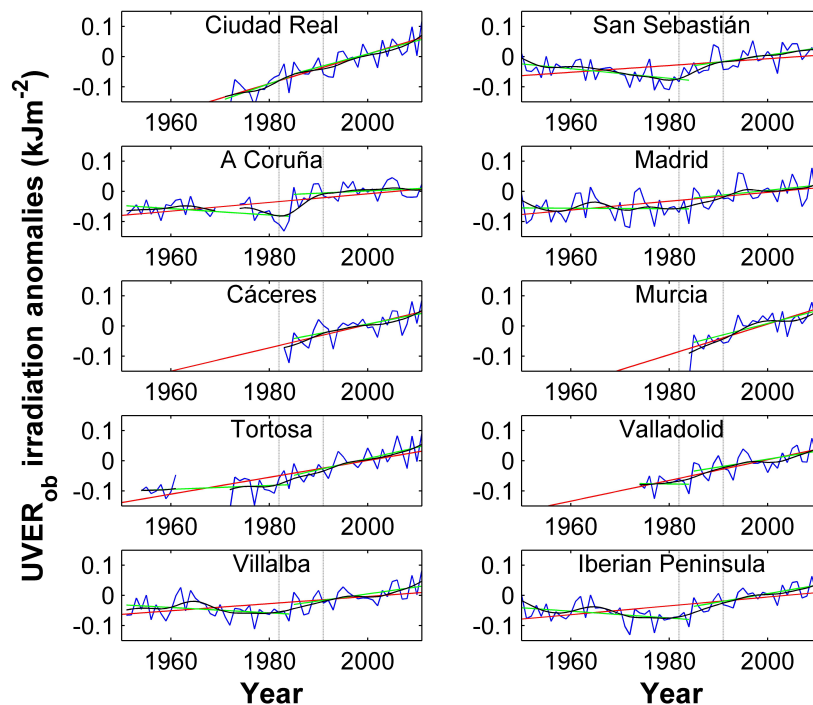 UVER_ob irradiation anomalies (kJm⁻²)
Ciudad Real
0.1
0
-0.1
1960 1980 2000
San Sebastián
0.1
0
-0.1
1960 1980 2000
A Coruña
0.1
0
-0.1
1960 1980 2000
Madrid
0.1
0
-0.1
1960 1980 2000
Cáceres
0.1
0
-0.1
1960 1980 2000
Murcia
0.1
0
-0.1
1960 1980 2000
Tortosa
0.1
0
-0.1
1960 1980 2000
Valladolid
0.1
0
-0.1
1960 1980 2000
Villalba
0.1
0
-0.1
1960 1980 2000
Year
Iberian Peninsula
0.1
0
-0.1
1960 1980 2000
Year